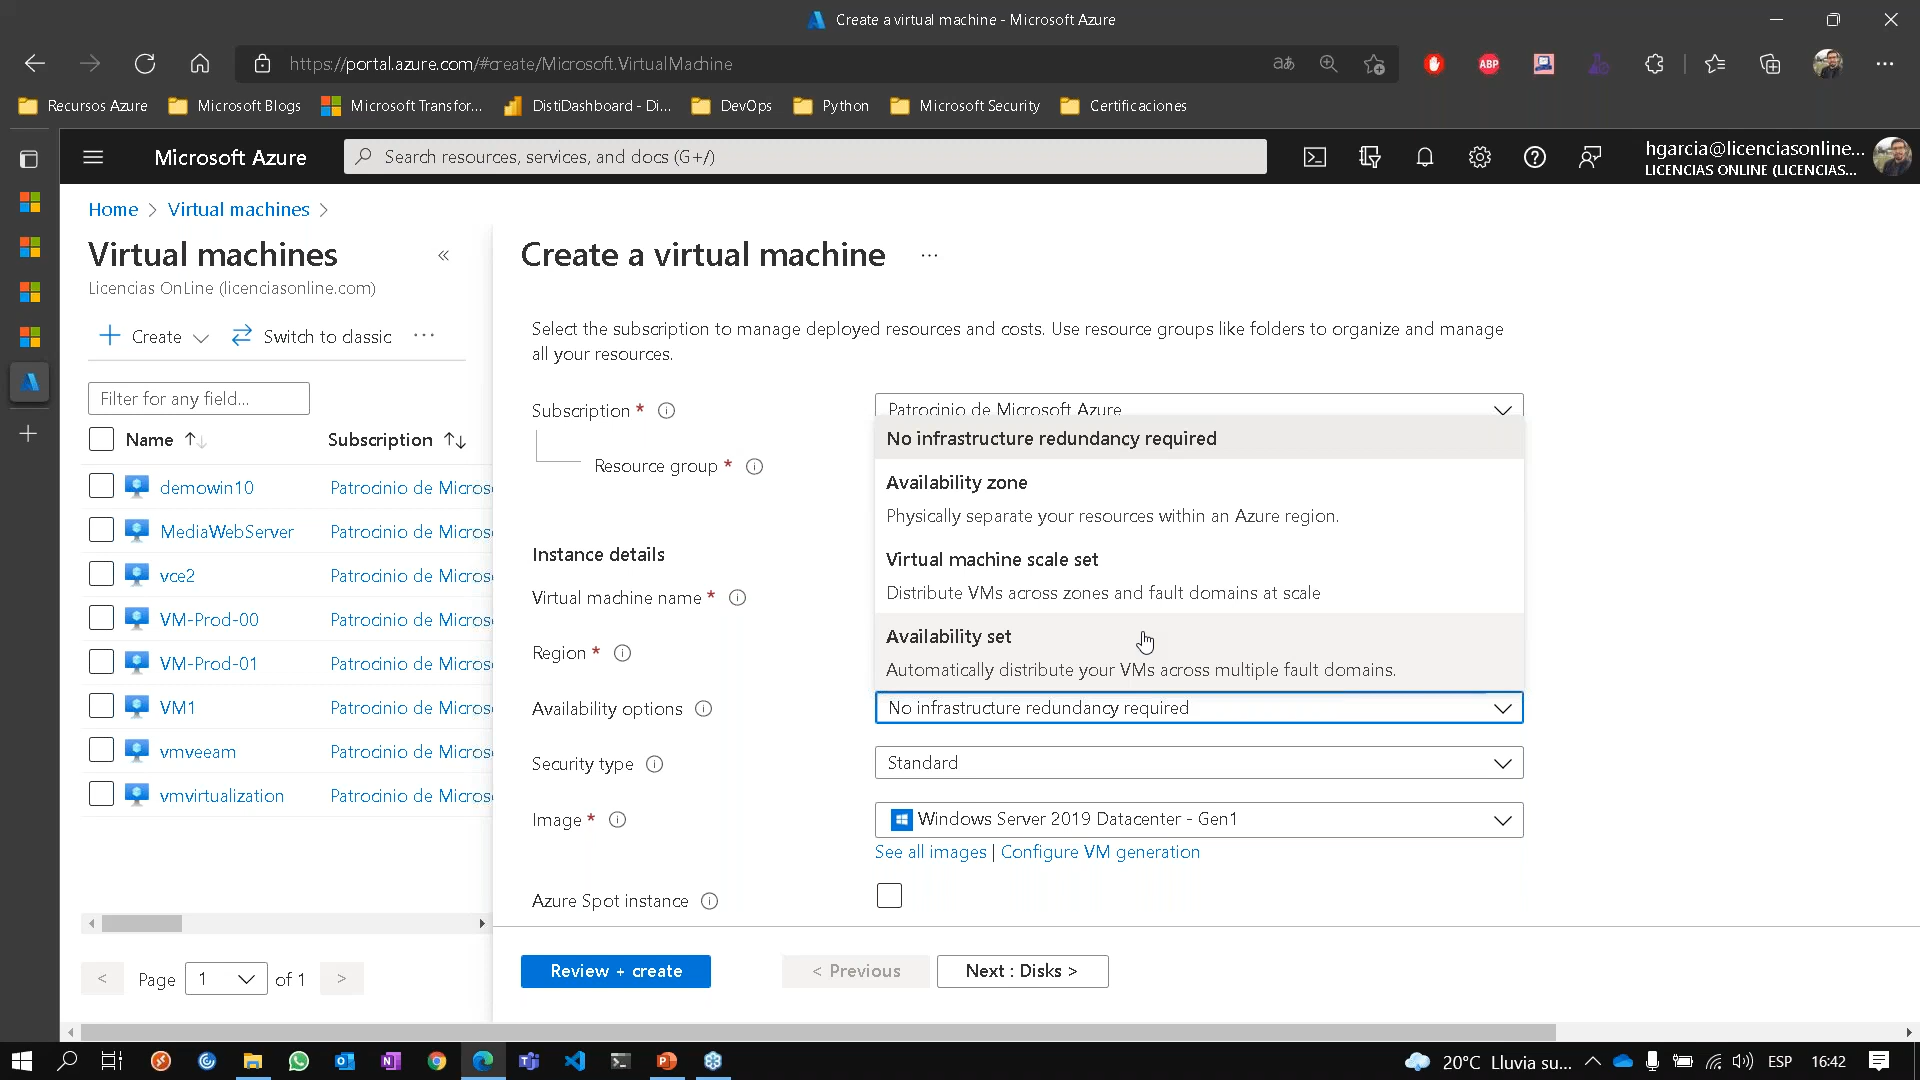 Create a virtual machine - Microsoft Azure
https://portal.azure.com/#create/Microsoft.VirtualMachine
aあ
ABP
Recursos Azure
Microsoft Blogs
Microsoft Transfor...
DistiDashboard - Di...
DevOps
Python
Microsoft Security
Certificaciones
Microsoft Azure
Search resources, services, and docs (G+/)
hgarcia@licenciasonline...
LICENCIAS ONLINE (LICENCIAS...
Home > Virtual machines >
Virtual machines
«
Licencias OnLine (licenciasonline.com)
Create
Switch to classic
...
Filter for any field...
Name ↑↓
Subscription ↑↓
demowin10
Patrocinio de Micros
MediaWebServer
Patrocinio de Micros
vce2
Patrocinio de Micros
VM-Prod-00
Patrocinio de Micros
VM-Prod-01
Patrocinio de Micros
VM1
Patrocinio de Micros
vmveeam
Patrocinio de Micros
vmvirtualization
Patrocinio de Micros
< Page 1 of 1 >
Create a virtual machine ...
Select the subscription to manage deployed resources and costs. Use resource groups like folders to organize and manage
all your resources.
Subscription *
Patrocinio de Microsoft Azure
Resource group *
No infrastructure redundancy required
Availability zone
Physically separate your resources within an Azure region.
Virtual machine scale set
Distribute VMs across zones and fault domains at scale
Availability set
Automatically distribute your VMs across multiple fault domains.
Instance details
Virtual machine name *
Region *
Availability options
No infrastructure redundancy required
Security type
Standard
Image *
Windows Server 2019 Datacenter - Gen1
See all images | Configure VM generation
Azure Spot instance
Review + create
< Previous
Next : Disks >
20°C Lluvia su...
ESP
16:42